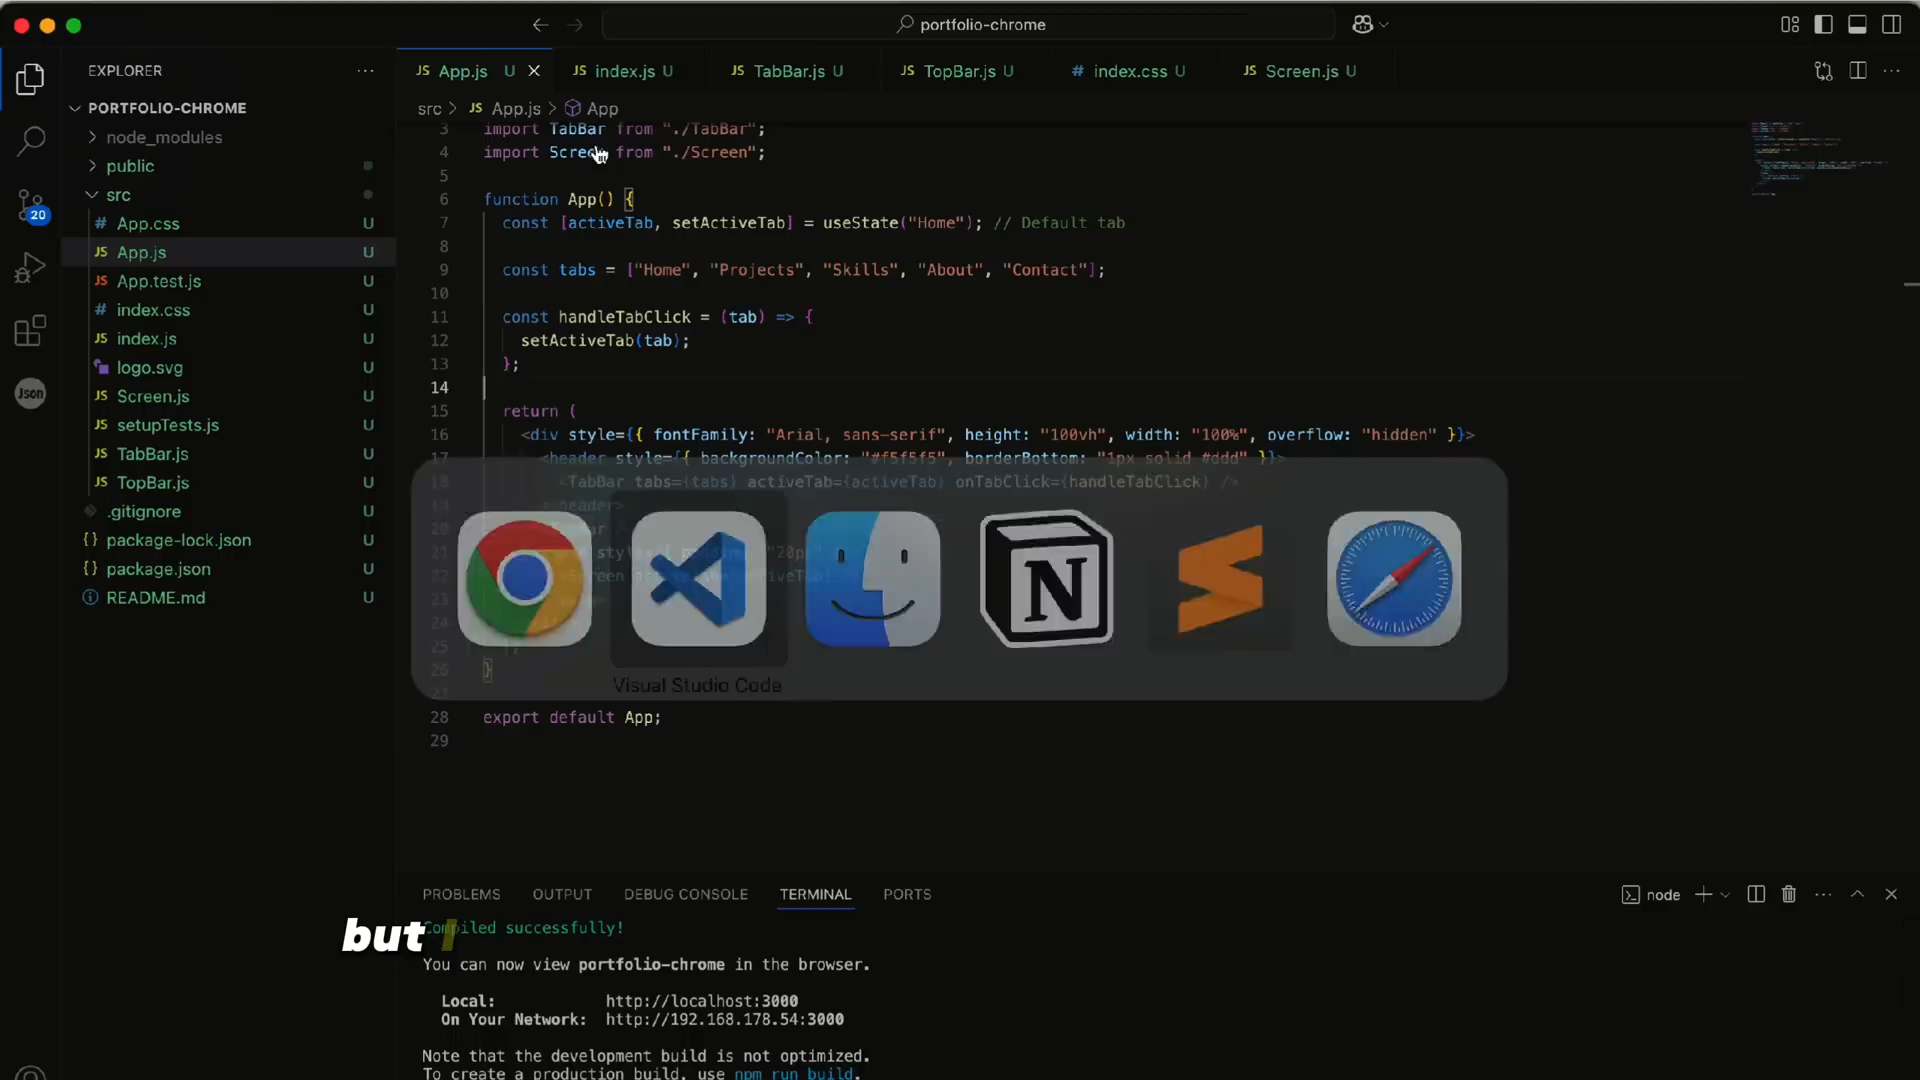 portfolio-chrome
EXPLORER
JS App.js U
JS index.js U
JS TabBar.js U
JS TopBar.js U
# index.css U
JS Screen.js U
PORTFOLIO-CHROME
src > JS App.js > App
node_modules
public
src
# App.css U
JS App.js U
JS App.test.js U
# index.css U
JS index.js U
logo.svg U
JS Screen.js U
JS setupTests.js U
JS TabBar.js U
JS TopBar.js U
.gitignore U
{} package-lock.json U
{} package.json U
README.md U
20
Json
3 import TabBar from "./TabBar";
4 import Screen from "./Screen";
5
6 function App() {
7 const [activeTab, setActiveTab] = useState("Home"); // Default tab
8
9 const tabs = ["Home", "Projects", "Skills", "About", "Contact"];
10
11 const handleTabClick = (tab) => {
12 setActiveTab(tab);
13 };
14
15 return (
16 <div style={{ fontFamily: "Arial, sans-serif", height: "100vh", width: "100%", overflow: "hidden" }}>
17 <header style={{ backgroundColor: "#f5f5f5", borderBottom: "1px solid #ddd" }}>
18 <TabBar tabs={tabs} activeTab={activeTab} onTabClick={handleTabClick} />
26 }
28 export default App;
29
N
Visual Studio Code
PROBLEMS OUTPUT DEBUG CONSOLE TERMINAL PORTS
node
Compiled successfully!
but I
You can now view portfolio-chrome in the browser.
Local: http://localhost:3000
On Your Network: http://192.168.178.54:3000
Note that the development build is not optimized.
To create a production build, use npm run build.